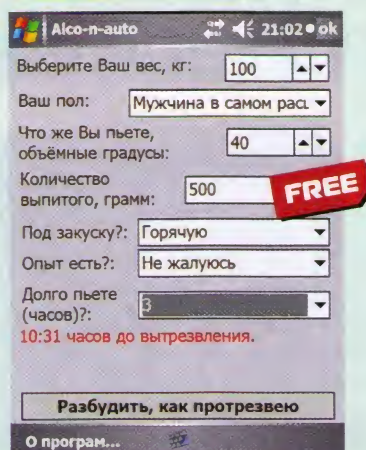 Alco-n-auto 21:02 ok
Выберите Ваш вес, кг: 100
Ваш пол: Мужчина в самом расц
Что же Вы пьете,
объёмные градусы: 40
Количество
выпитого, грамм: 500
FREE
Под закуску?: Горячую
Опыт есть?: Не жалуюсь
Долго пьете
(часов)?: 3
10:31 часов до вытрезвления.
Разбудить, как протрезвею
О програм...